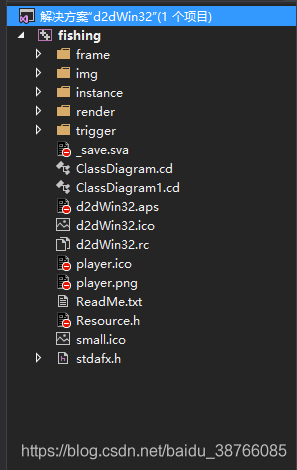 解决方案"d2dWin32"(1 个项目)
fishing
frame
img
instance
render
trigger
_save.sva
ClassDiagram.cd
ClassDiagram1.cd
d2dWin32.aps
d2dWin32.ico
d2dWin32.rc
player.ico
player.png
ReadMe.txt
Resource.h
small.ico
stdafx.h
https://blog.csdn.net/baidu_38766085